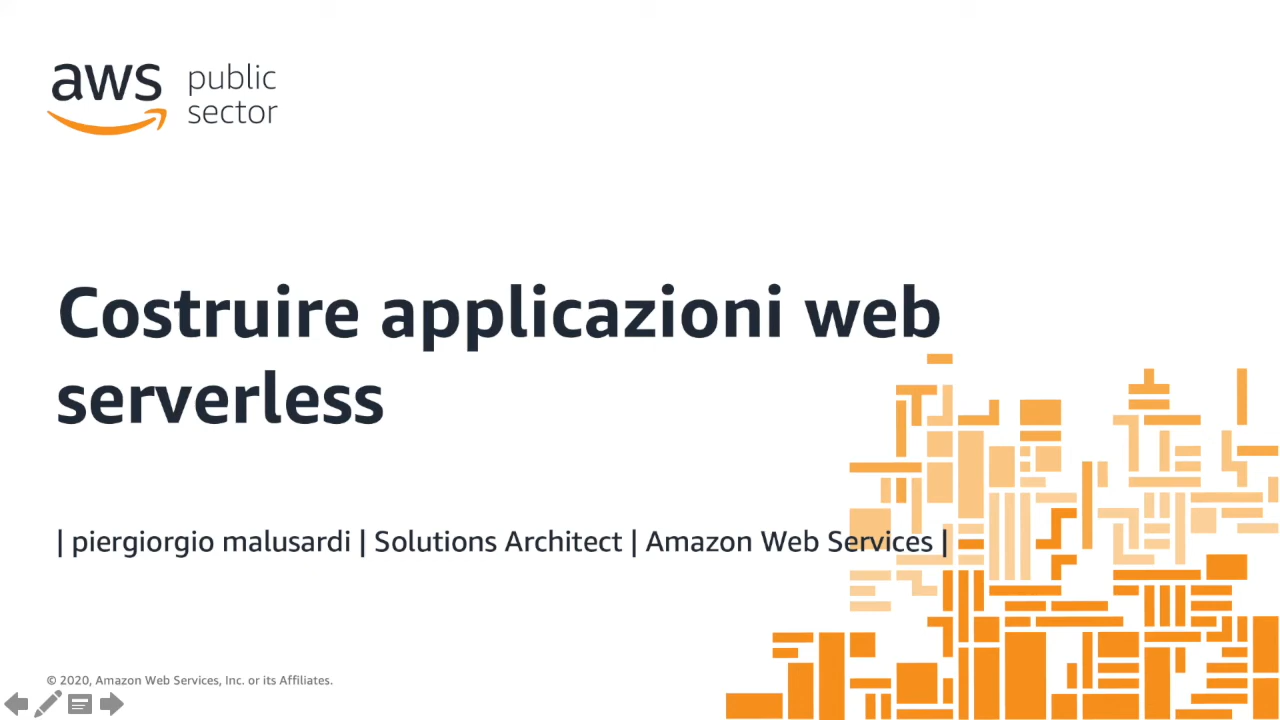 aws public
sector
Costruire applicazioni web
serverless
| piergiorgio malusardi | Solutions Architect | Amazon Web Services |
© 2020, Amazon Web Services, Inc. or its Affiliates.